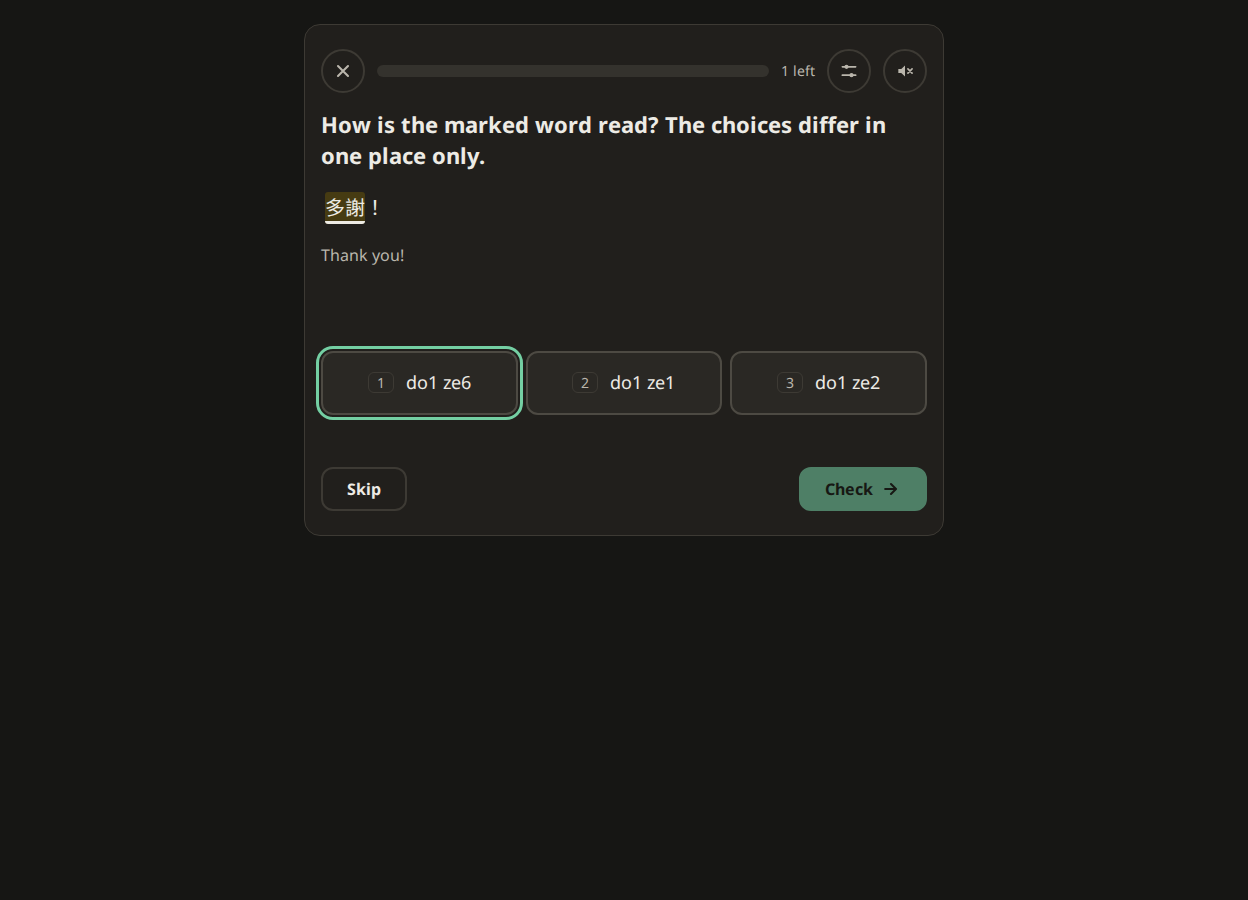 1 left
How is the marked word read? The choices differ in
one place only.
多謝！
Thank you!
1 do1 ze6
2 do1 ze1
3 do1 ze2
Skip
Check →